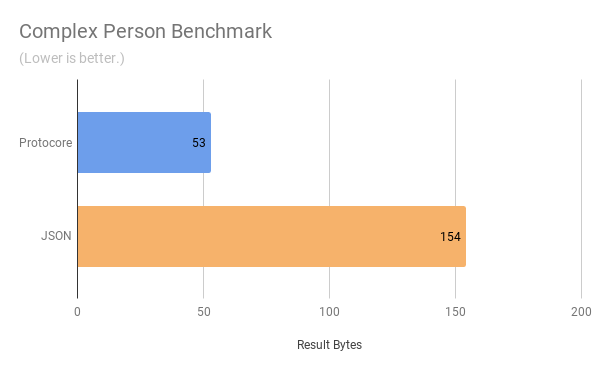 Complex Person Benchmark
(Lower is better.)
Protocore
53
JSON
154
0 50 100 150 200
Result Bytes